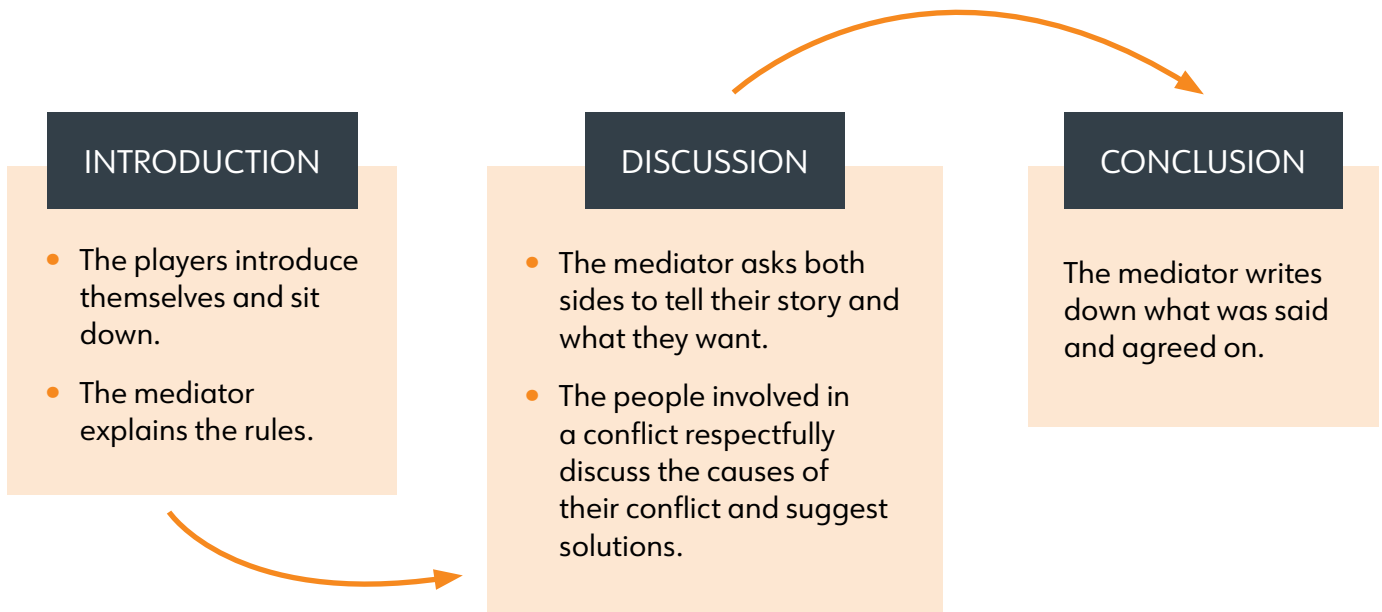 INTRODUCTION
• The players introduce
themselves and sit
down.
• The mediator
explains the rules.
DISCUSSION
• The mediator asks both
sides to tell their story and
what they want.
• The people involved in
a conflict respectfully
discuss the causes of
their conflict and suggest
solutions.
CONCLUSION
The mediator writes
down what was said
and agreed on.